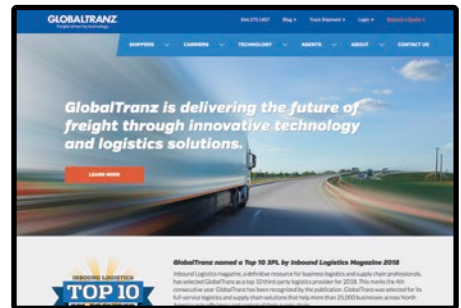 GLOBALTRANZ
Freight driven by technology.
866.275.1407 Blog Track Shipment Login Request a Quote
SHIPPERS CARRIERS TECHNOLOGY AGENTS ABOUT CONTACT US
GlobalTranz is delivering the future of
freight through innovative technology
and logistics solutions.
LEARN MORE
GlobalTranz named a Top 10 3PL by Inbound Logistics Magazine 2018
Inbound Logistics magazine, a definitive resource for business logistics and supply chain professionals,
has selected GlobalTranz as a top 10 third-party logistics provider for 2018. This marks the 4th
consecutive year GlobalTranz has been recognized by the publication. GlobalTranz was selected for its
full-service logistics and supply chain solutions that help more than 25,000 businesses across North
INBOUND LOGISTICS
TOP 10